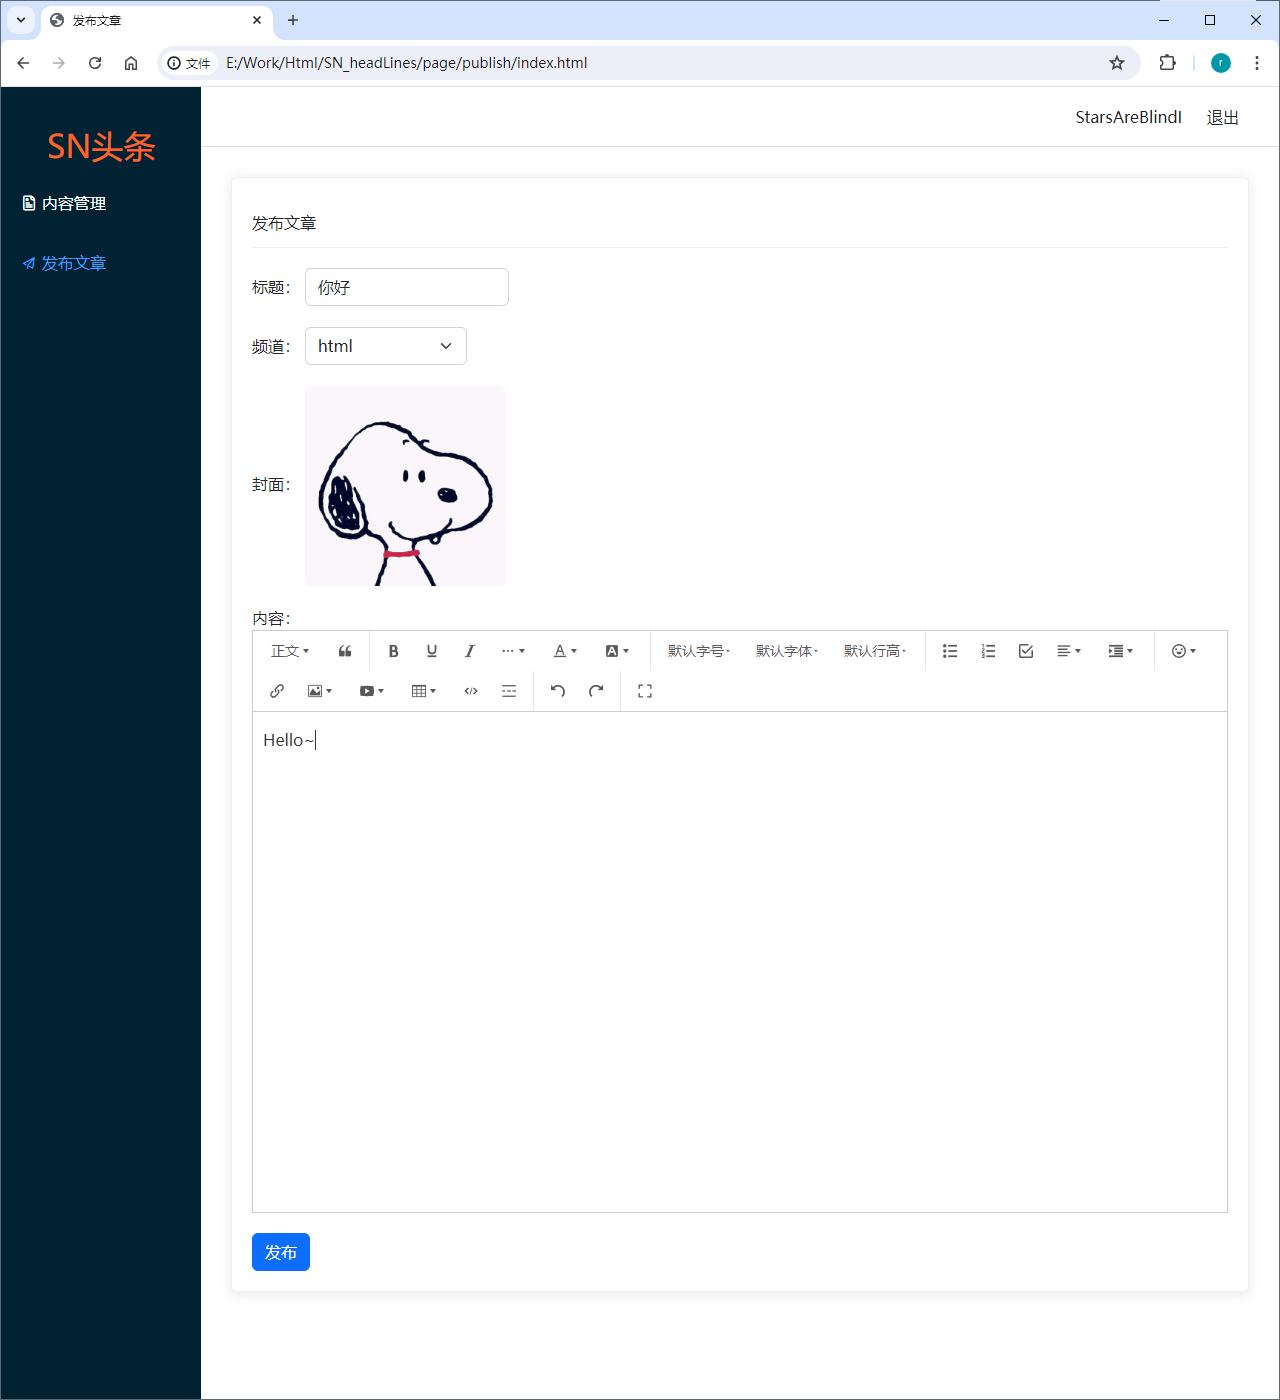 发布文章
文件 E:/Work/Html/SN_headLines/page/publish/index.html
r
SN头条
StarsAreBlindl 退出
内容管理
发布文章
发布文章
标题： 你好
频道： html
封面：
内容：
正文 B U I ··· A A 默认字号 默认字体 默认行高
Hello~
发布